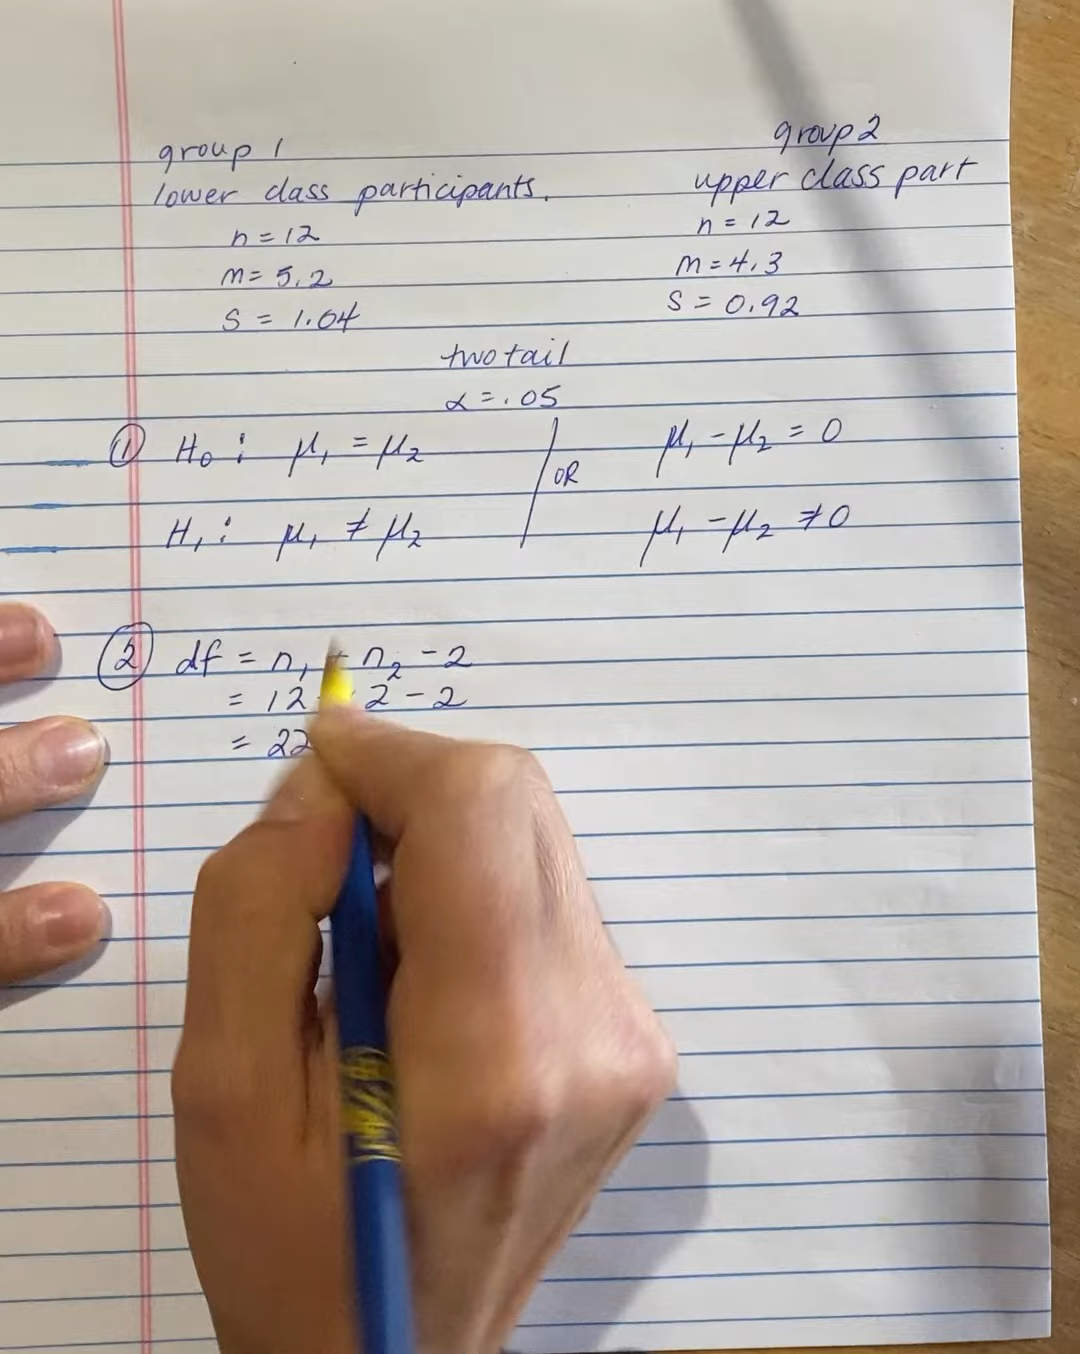 group 1
lower class participants.
n = 12
m = 5.2
s = 1.04
group 2
upper class part
n = 12
m = 4.3
s = 0.92
two tail
α = .05
① H₀ : μ₁ = μ₂
OR
μ₁ - μ₂ = 0
H₁ : μ₁ ≠ μ₂
μ₁ - μ₂ ≠ 0
② df = n₁ + n₂ - 2
= 12 2 - 2
= 22